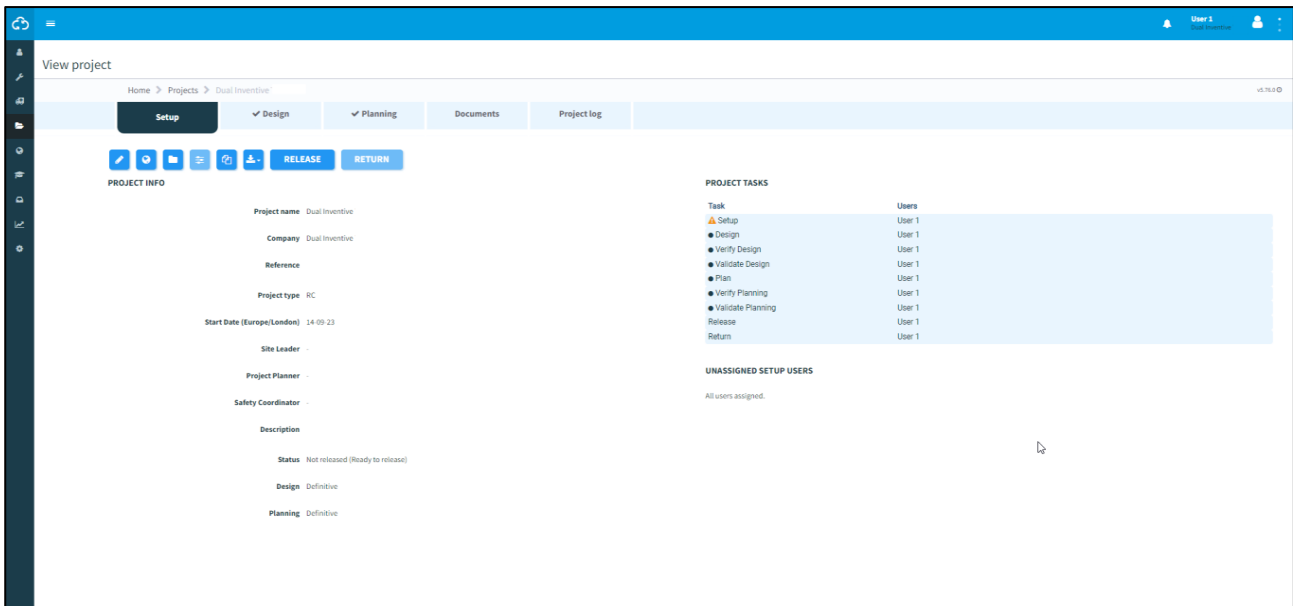 User 1
Dual Inventive
View project
Home > Projects > Dual Inventive
v5.76.0
Setup
Design
Planning
Documents
Project log
RELEASE
RETURN
PROJECT INFO
Project name Dual Inventive
Company Dual Inventive
Reference
Project type RC
Start Date (Europe/London) 14-09-23
Site Leader -
Project Planner -
Safety Coordinator -
Description
Status Not released (Ready to release)
Design Definitive
Planning Definitive
PROJECT TASKS
Task Users
Setup User 1
Design User 1
Verify Design User 1
Validate Design User 1
Plan User 1
Verify Planning User 1
Validate Planning User 1
Release User 1
Return User 1
UNASSIGNED SETUP USERS
All users assigned.